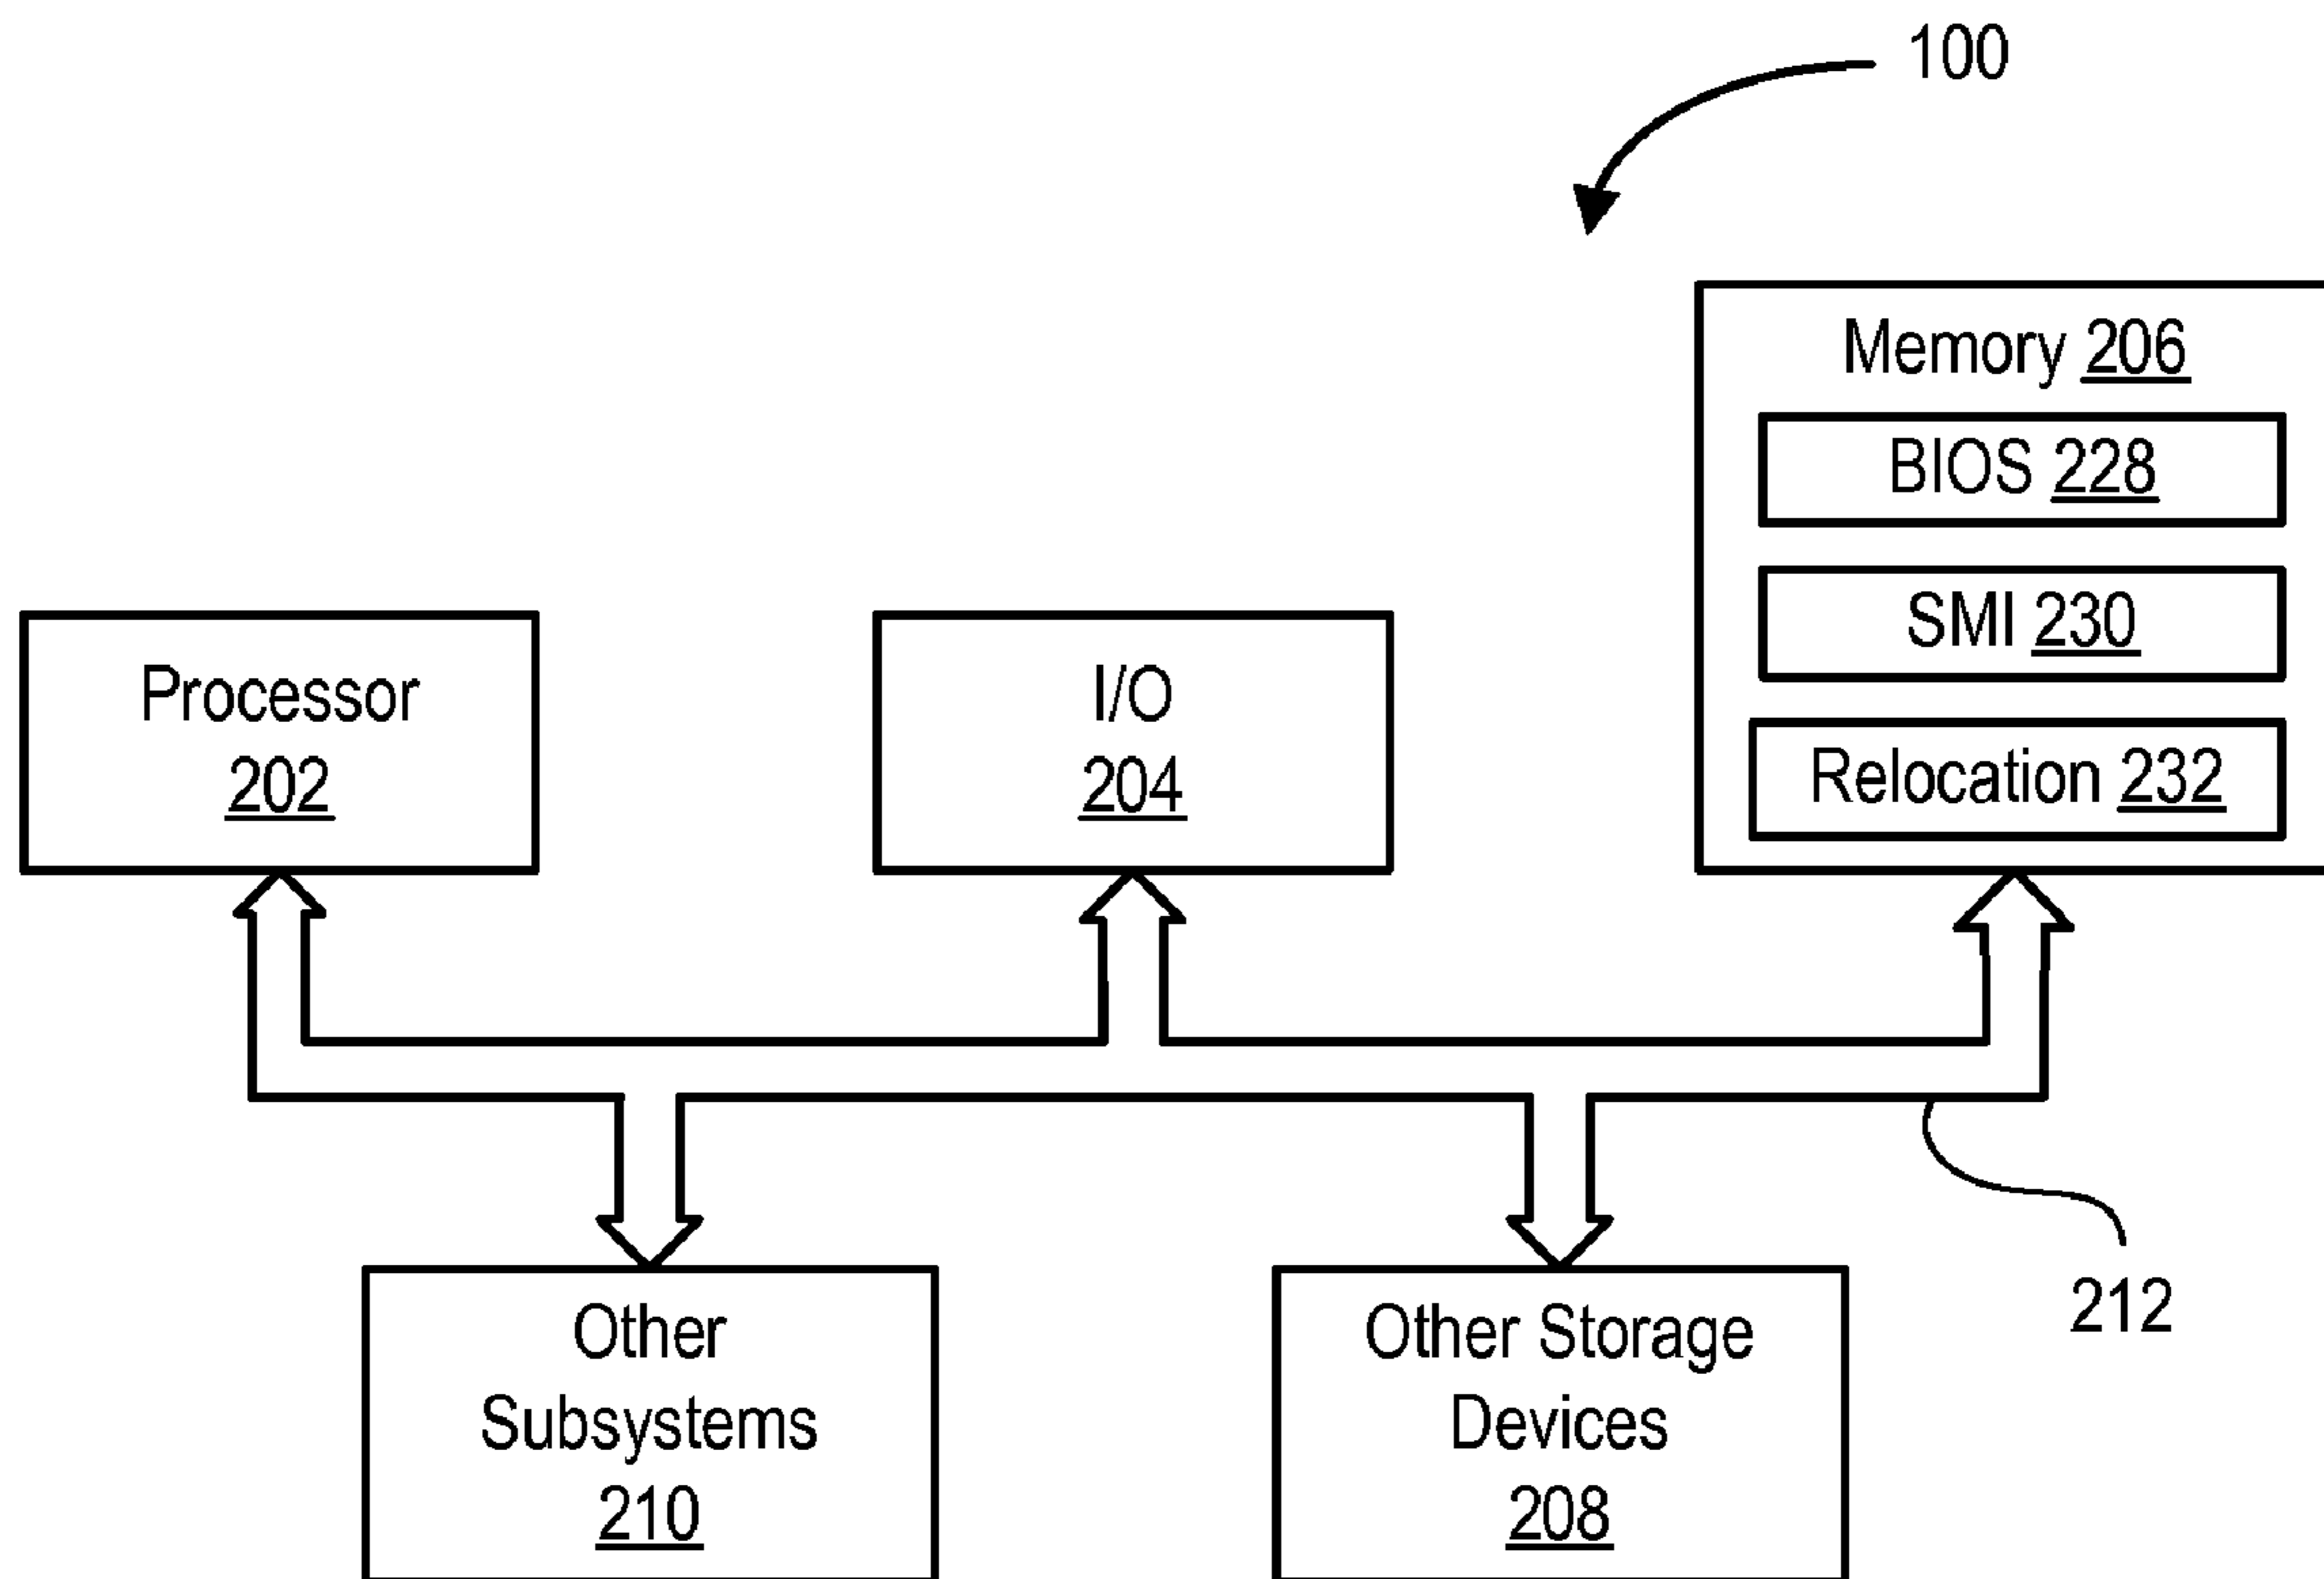 100
Memory 206
BIOS 228
SMI 230
Relocation 232
Processor
202
I/O
204
212
Other
Subsystems
210
Other Storage
Devices
208